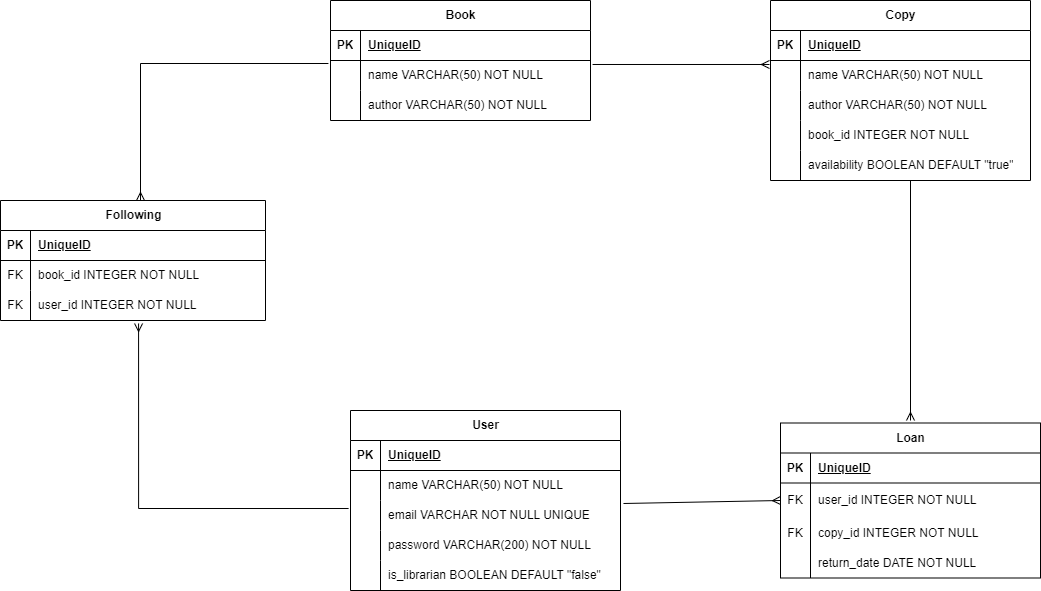 Book
PK UniqueID
name VARCHAR(50) NOT NULL
author VARCHAR(50) NOT NULL
Copy
PK UniqueID
name VARCHAR(50) NOT NULL
author VARCHAR(50) NOT NULL
book_id INTEGER NOT NULL
availability BOOLEAN DEFAULT "true"
Following
PK UniqueID
FK book_id INTEGER NOT NULL
FK user_id INTEGER NOT NULL
User
PK UniqueID
name VARCHAR(50) NOT NULL
email VARCHAR NOT NULL UNIQUE
password VARCHAR(200) NOT NULL
is_librarian BOOLEAN DEFAULT "false"
Loan
PK UniqueID
FK user_id INTEGER NOT NULL
FK copy_id INTEGER NOT NULL
return_date DATE NOT NULL